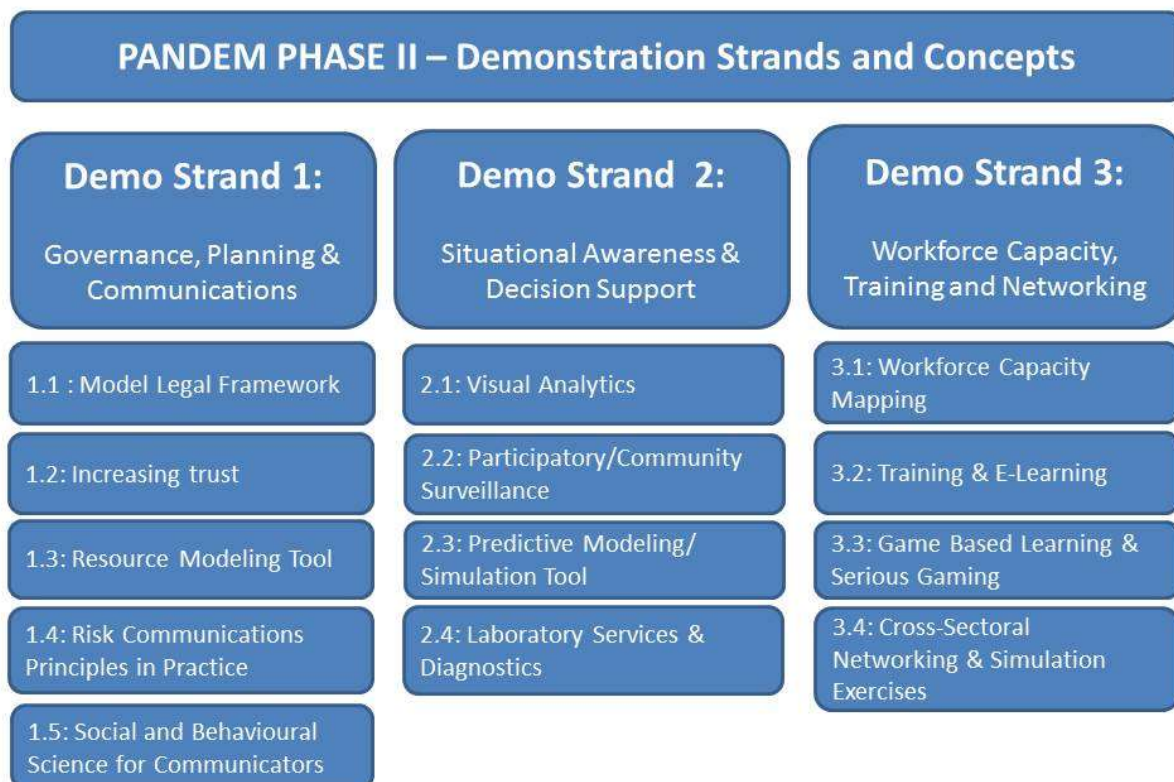 PANDEM PHASE II – Demonstration Strands and Concepts
Demo Strand 1:
Governance, Planning &
Communications
1.1 : Model Legal Framework
1.2: Increasing trust
1.3: Resource Modeling Tool
1.4: Risk Communications
Principles in Practice
1.5: Social and Behavioural
Science for Communicators
Demo Strand 2:
Situational Awareness &
Decision Support
2.1: Visual Analytics
2.2: Participatory/Community
Surveillance
2.3: Predictive Modeling/
Simulation Tool
2.4: Laboratory Services &
Diagnostics
Demo Strand 3:
Workforce Capacity,
Training and Networking
3.1: Workforce Capacity
Mapping
3.2: Training & E-Learning
3.3: Game Based Learning &
Serious Gaming
3.4: Cross-Sectoral
Networking & Simulation
Exercises